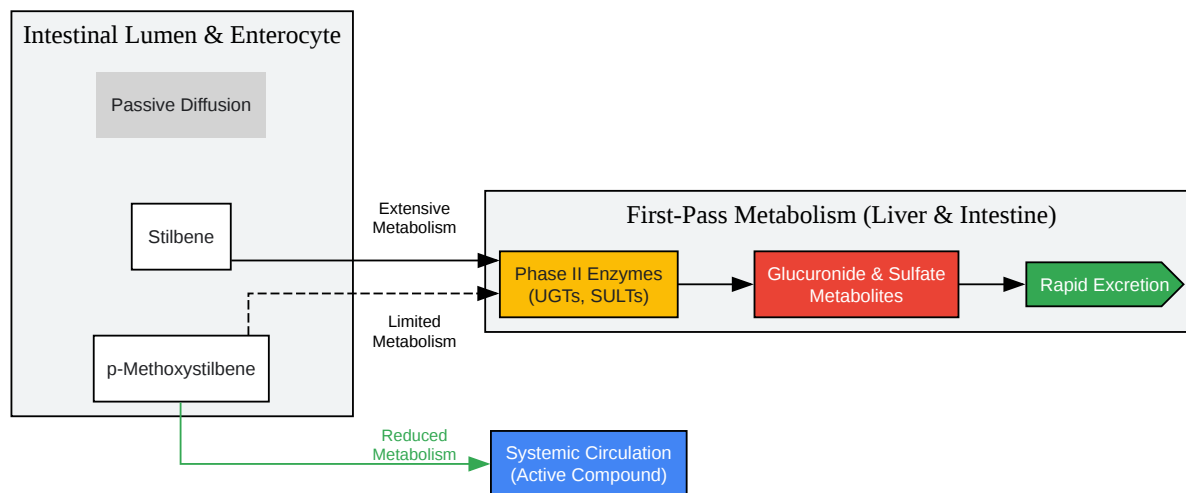 Intestinal Lumen & Enterocyte
Passive Diffusion
Stilbene
p-Methoxystilbene
Extensive
Metabolism
Limited
Metabolism
Reduced
Metabolism
First-Pass Metabolism (Liver & Intestine)
Phase II Enzymes
(UGTs, SULTs)
Glucuronide & Sulfate
Metabolites
Rapid Excretion
Systemic Circulation
(Active Compound)